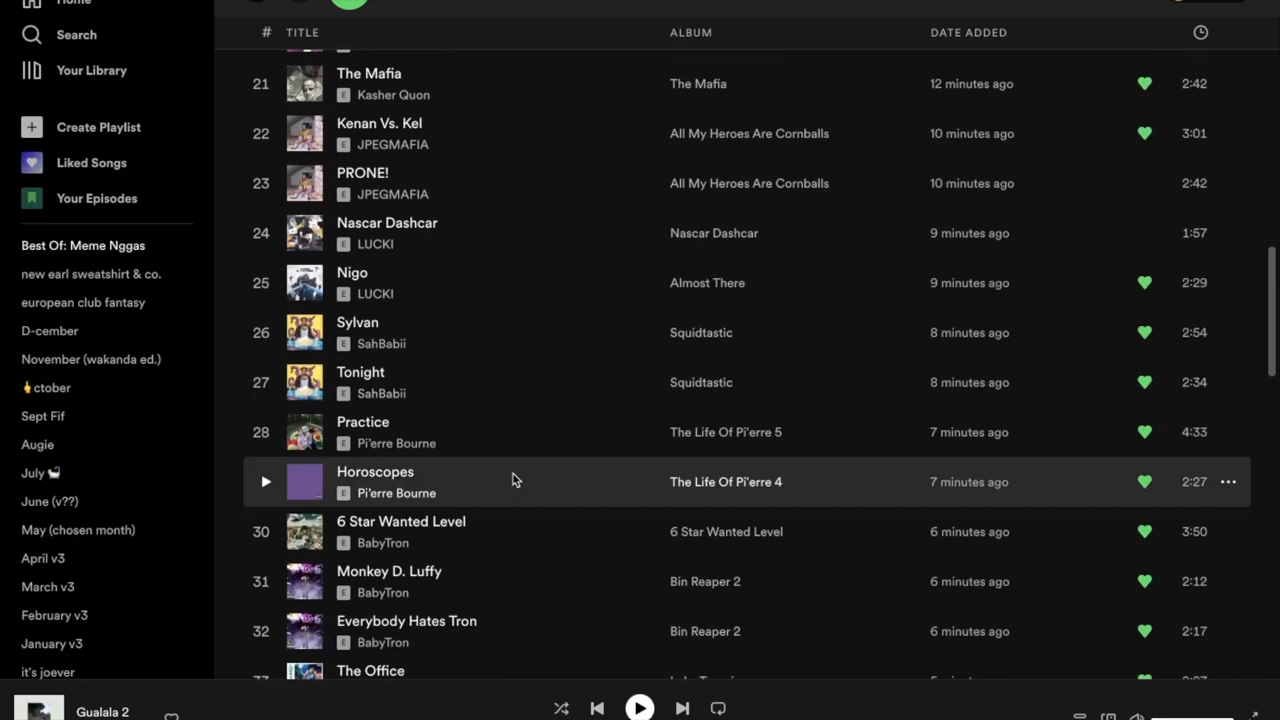 Home
Search
Your Library
Create Playlist
Liked Songs
Your Episodes
Best Of: Meme Nggas
new earl sweatshirt & co.
european club fantasy
D-cember
November (wakanda ed.)
🖕ctober
Sept Fif
Augie
July
June (v??)
May (chosen month)
April v3
March v3
February v3
January v3
it's joever
# TITLE ALBUM DATE ADDED
21 The Mafia E Kasher Quon The Mafia 12 minutes ago 2:42
22 Kenan Vs. Kel E JPEGMAFIA All My Heroes Are Cornballs 10 minutes ago 3:01
23 PRONE! E JPEGMAFIA All My Heroes Are Cornballs 10 minutes ago 2:42
24 Nascar Dashcar E LUCKI Nascar Dashcar 9 minutes ago 1:57
25 Nigo E LUCKI Almost There 9 minutes ago 2:29
26 Sylvan E SahBabii Squidtastic 8 minutes ago 2:54
27 Tonight E SahBabii Squidtastic 8 minutes ago 2:34
28 Practice E Pi'erre Bourne The Life Of Pi'erre 5 7 minutes ago 4:33
Horoscopes E Pi'erre Bourne The Life Of Pi'erre 4 7 minutes ago 2:27
30 6 Star Wanted Level E BabyTron 6 Star Wanted Level 6 minutes ago 3:50
31 Monkey D. Luffy E BabyTron Bin Reaper 2 6 minutes ago 2:12
32 Everybody Hates Tron E BabyTron Bin Reaper 2 6 minutes ago 2:17
The Office
Gualala 2